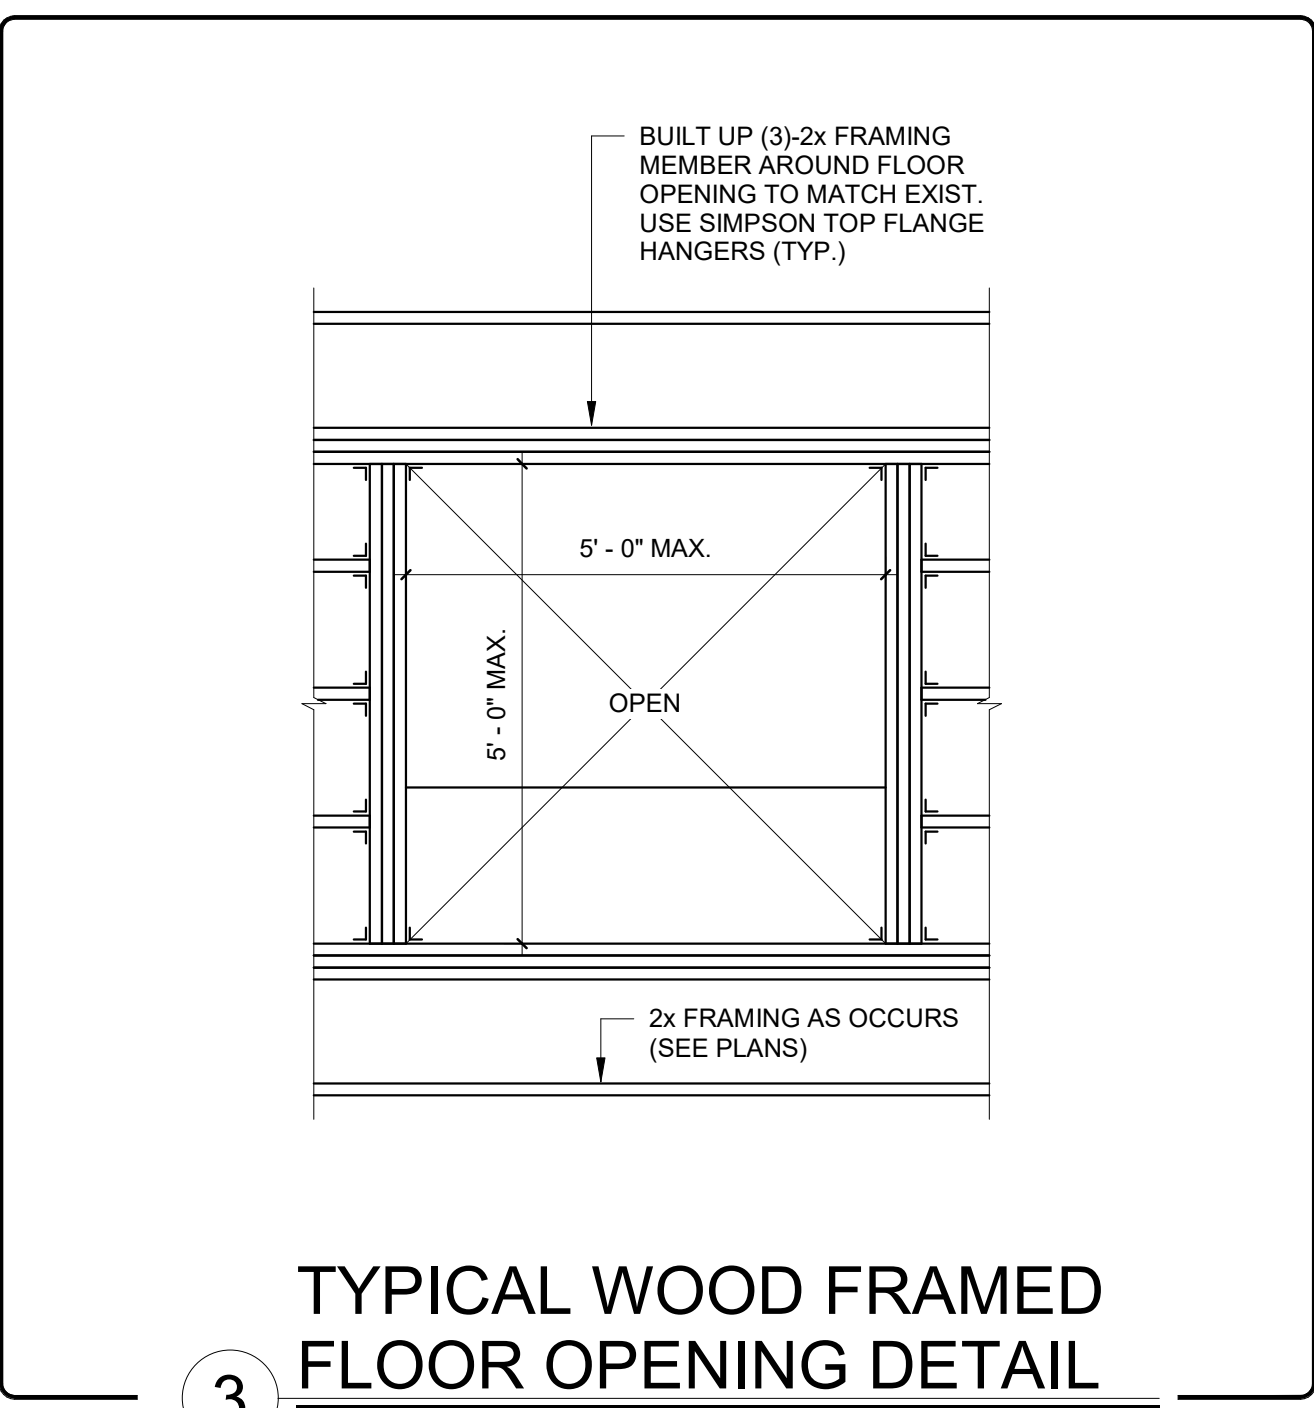 BUILT UP (3)-2x FRAMING
MEMBER AROUND FLOOR
OPENING TO MATCH EXIST.
USE SIMPSON TOP FLANGE
HANGERS (TYP.)
5' - 0" MAX.
5' - 0" MAX.
OPEN
2x FRAMING AS OCCURS
(SEE PLANS)
TYPICAL WOOD FRAMED
FLOOR OPENING DETAIL
3